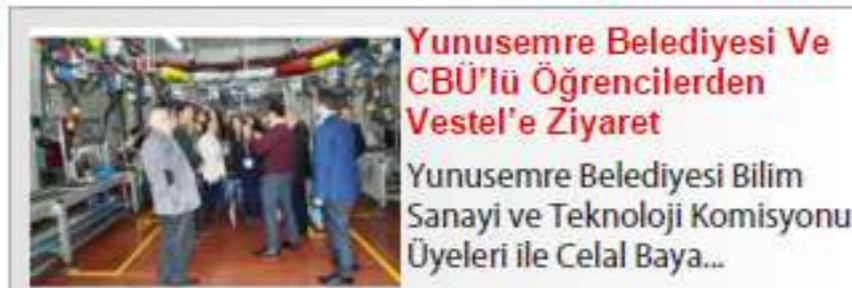 Yunusemre Belediyesi Ve
CBÜ'lü Öğrencilerden
Vestel'e Ziyaret
Yunusemre Belediyesi Bilim
Sanayi ve Teknoloji Komisyonu
Üyeleri ile Celal Baya...